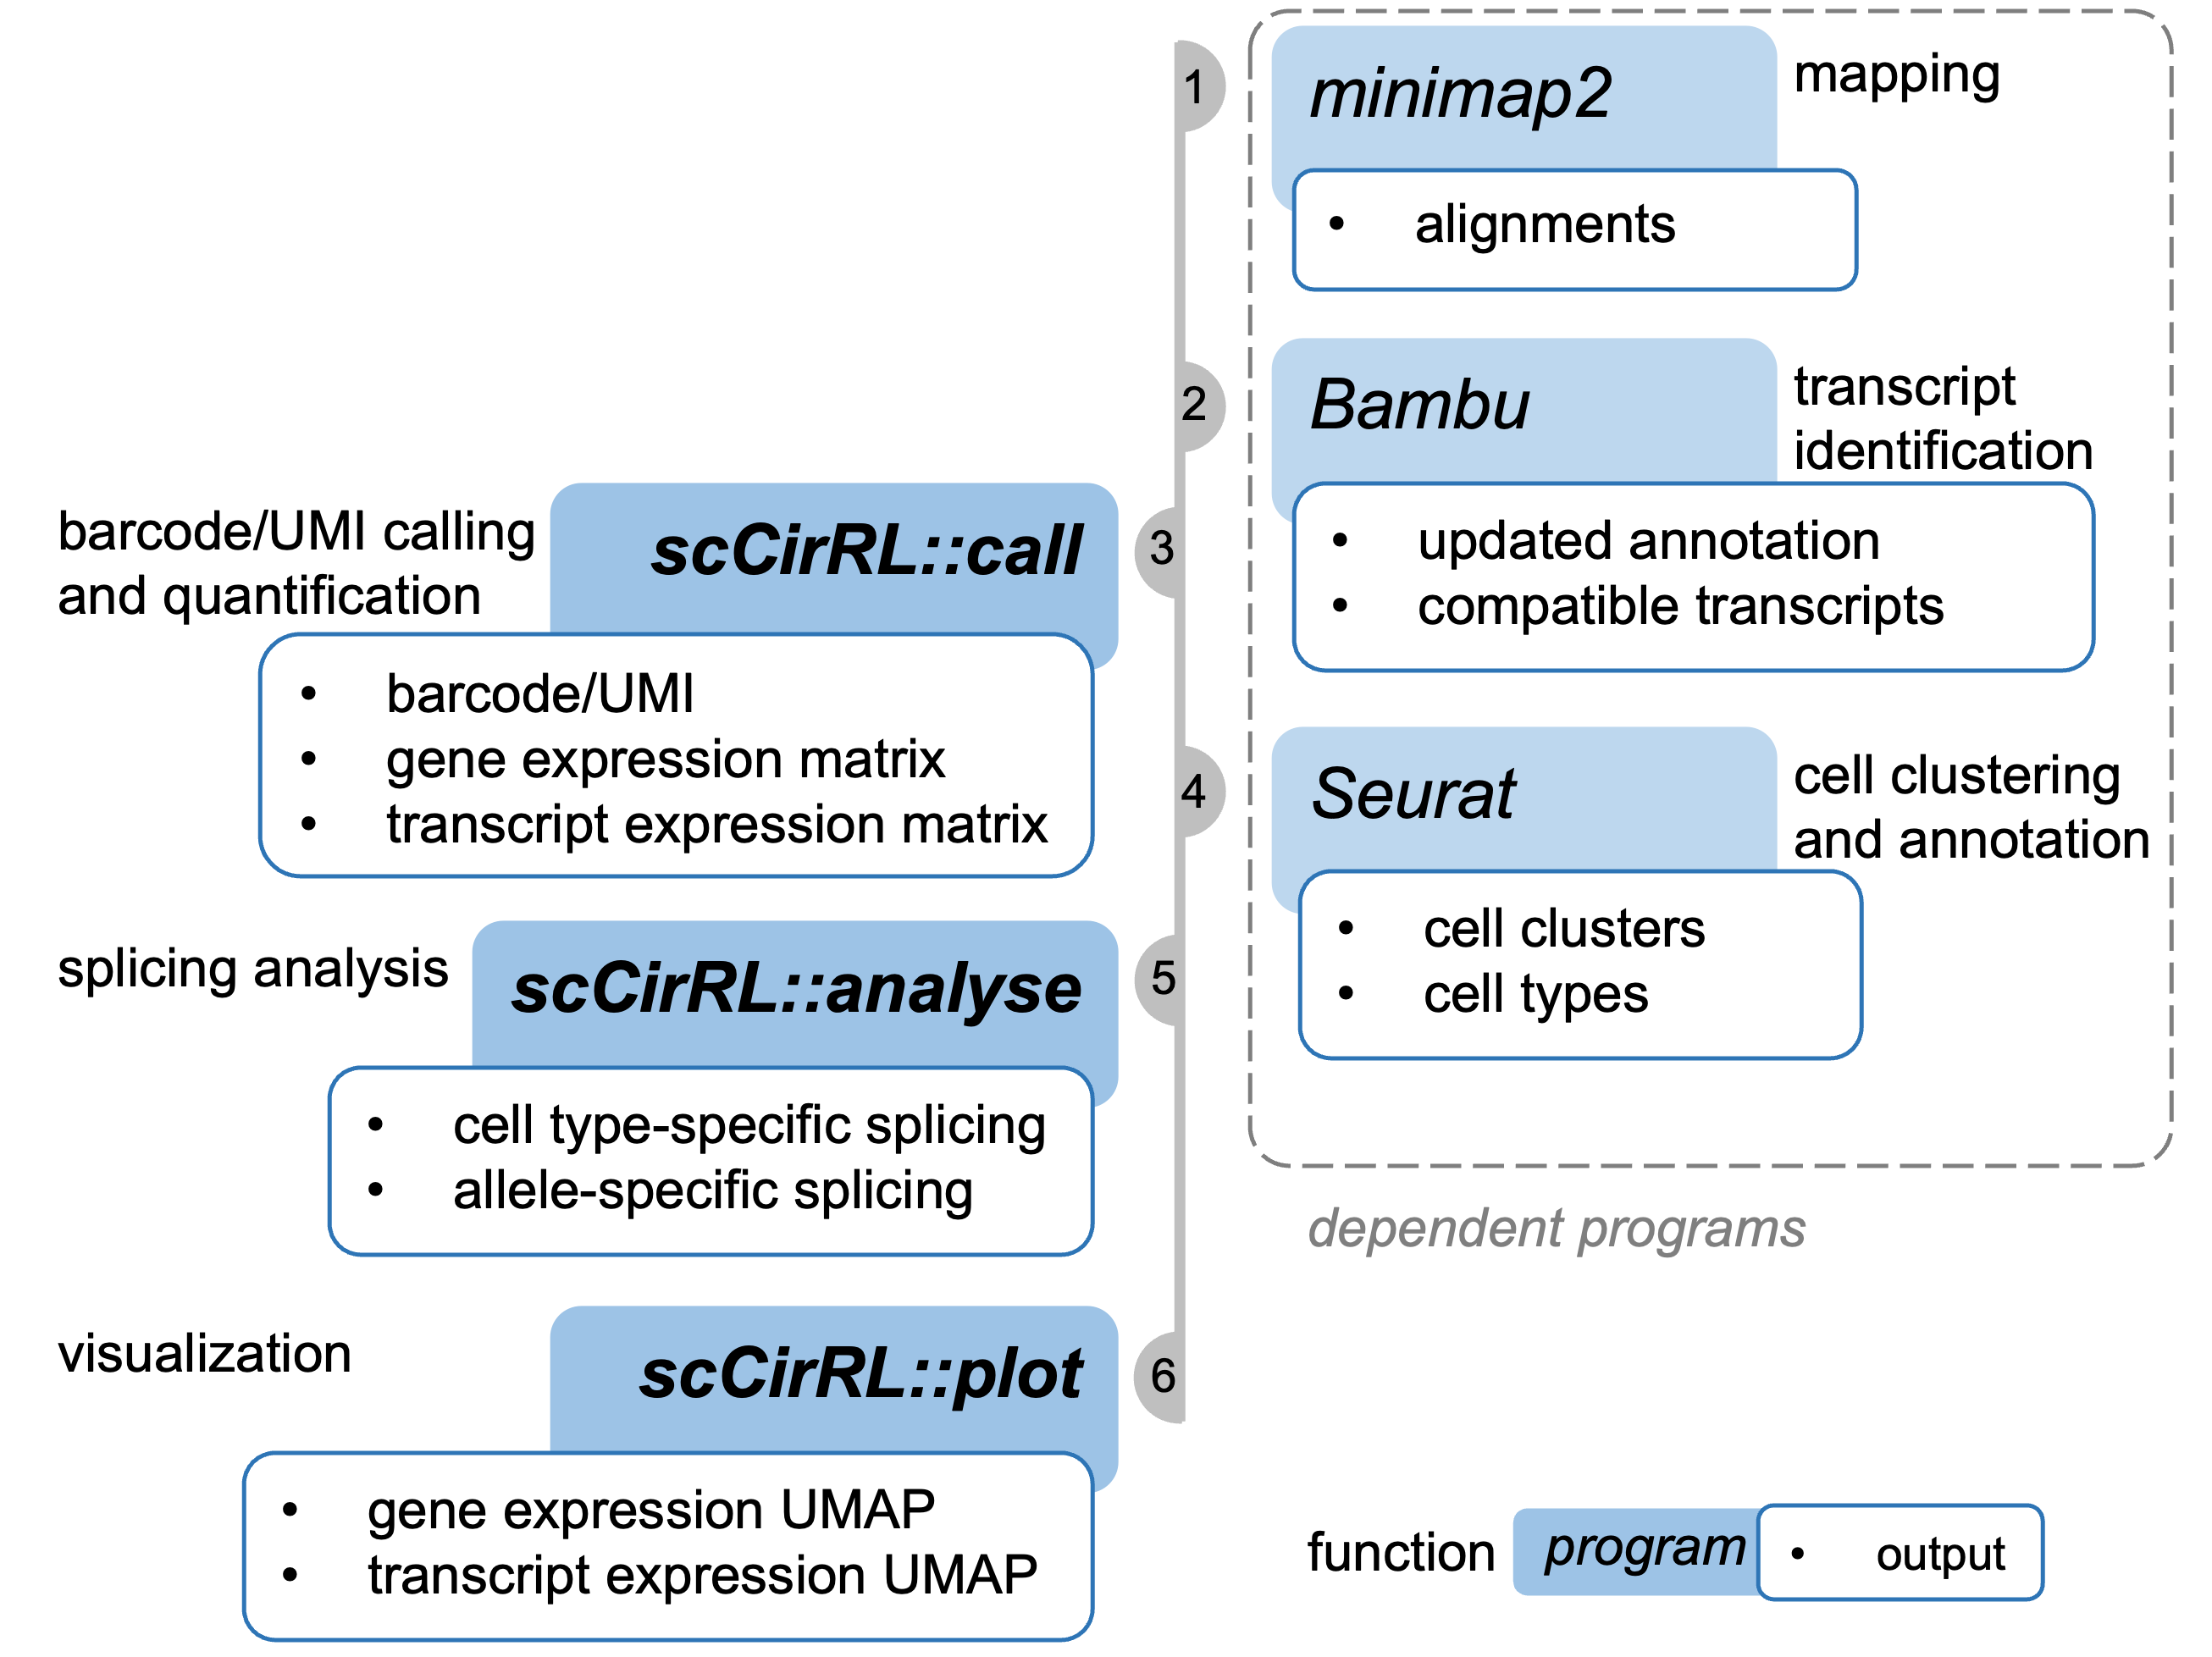 1
minimap2
mapping
• alignments
2
Bambu
transcript
identification
• updated annotation
• compatible transcripts
barcode/UMI calling
and quantification
scCirRL::call
3
• barcode/UMI
• gene expression matrix
• transcript expression matrix
4
Seurat
cell clustering
and annotation
• cell clusters
• cell types
splicing analysis
scCirRL::analyse
5
• cell type-specific splicing
• allele-specific splicing
dependent programs
visualization
scCirRL::plot
6
• gene expression UMAP
• transcript expression UMAP
function
program
• output